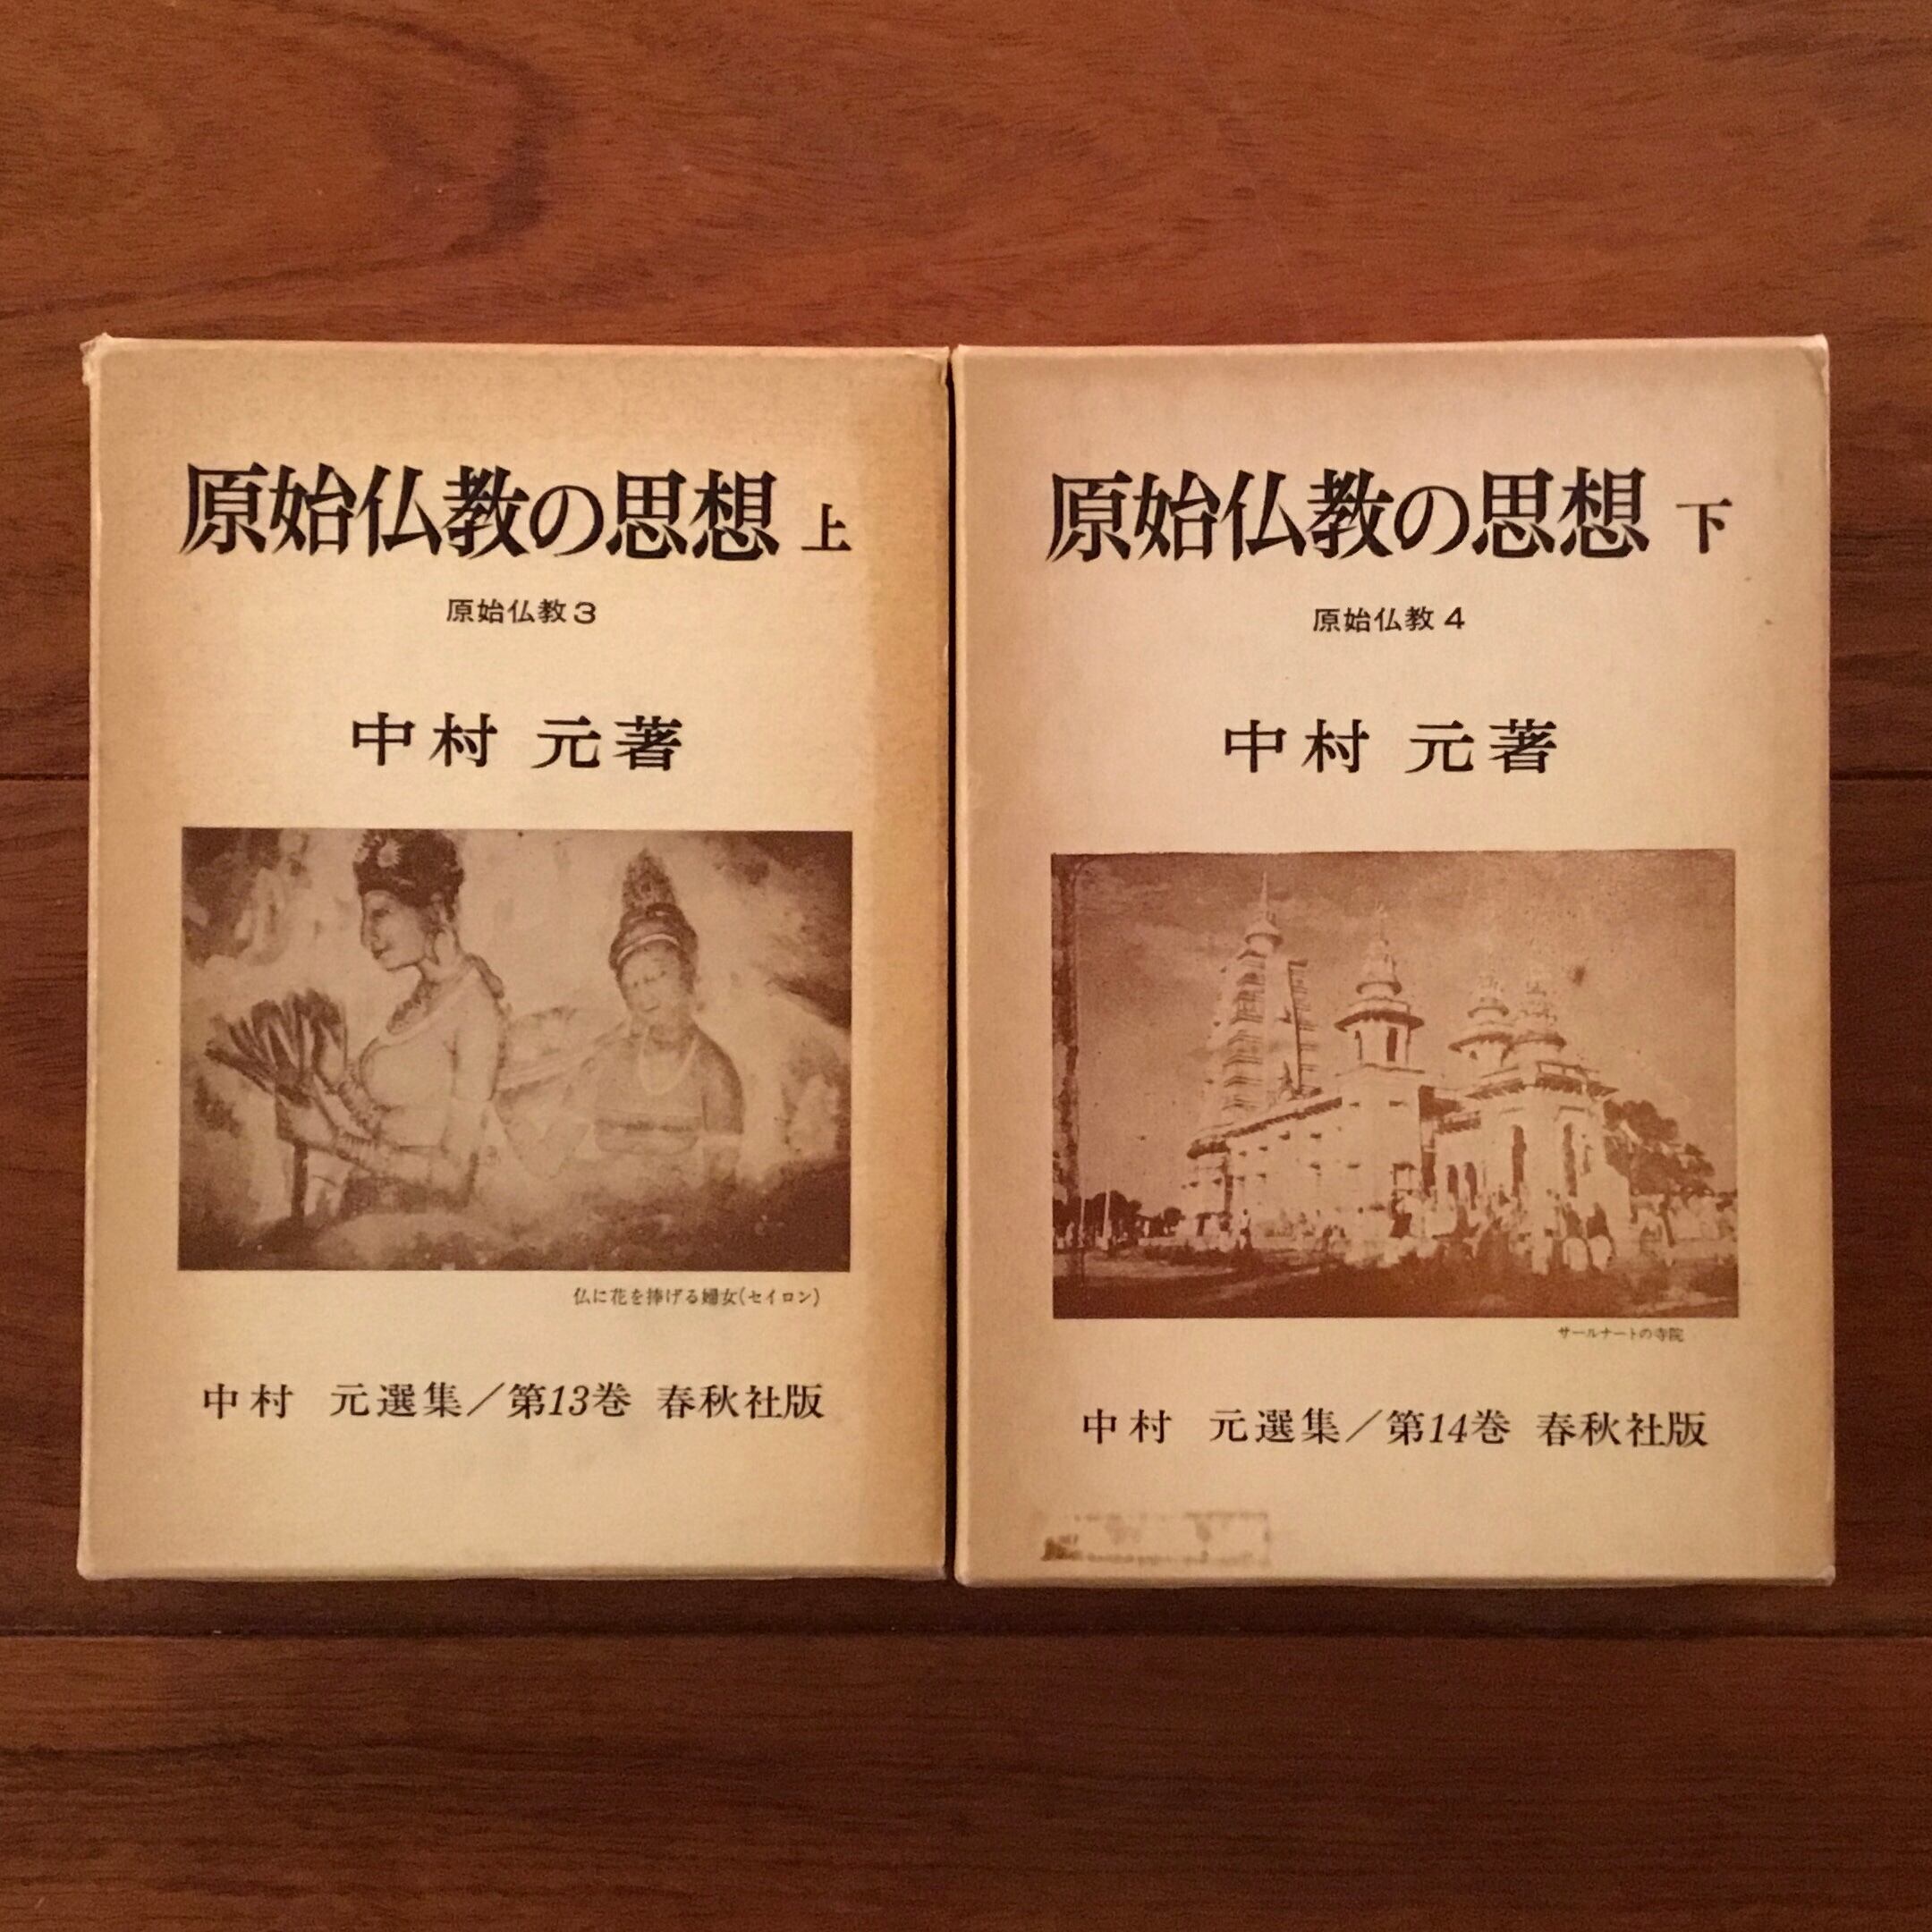 原始仏教の思想 上
原始仏教3
中村 元著
仏に花を捧げる婦女(セイロン)
中村 元選集/第13巻 春秋社版
原始仏教の思想 下
原始仏教4
中村 元著
サールナートの寺院
中村 元選集/第14巻 春秋社版